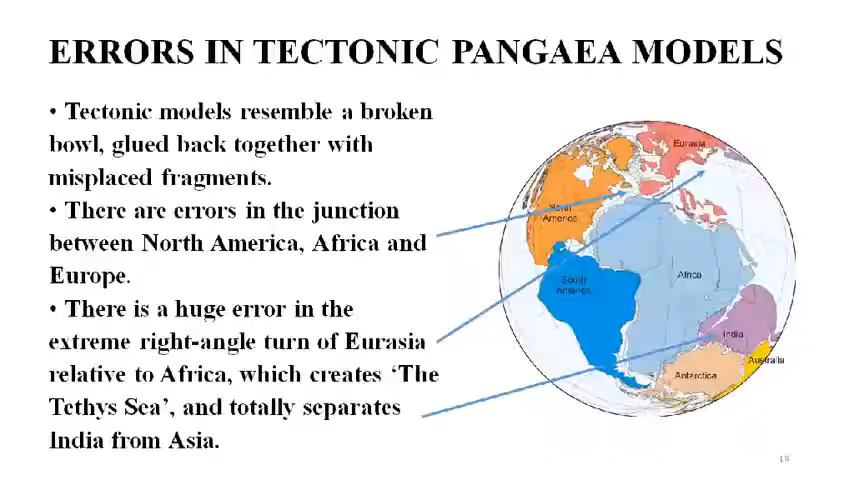 ERRORS IN TECTONIC PANGAEA MODELS
• Tectonic models resemble a broken
bowl, glued back together with
misplaced fragments.
• There are errors in the junction
between North America, Africa and
Europe.
• There is a huge error in the
extreme right-angle turn of Eurasia
relative to Africa, which creates ‘The
Tethys Sea’, and totally separates
India from Asia.
Eurasia
North
America
South
America
Africa
India
Australia
Antarctica
18